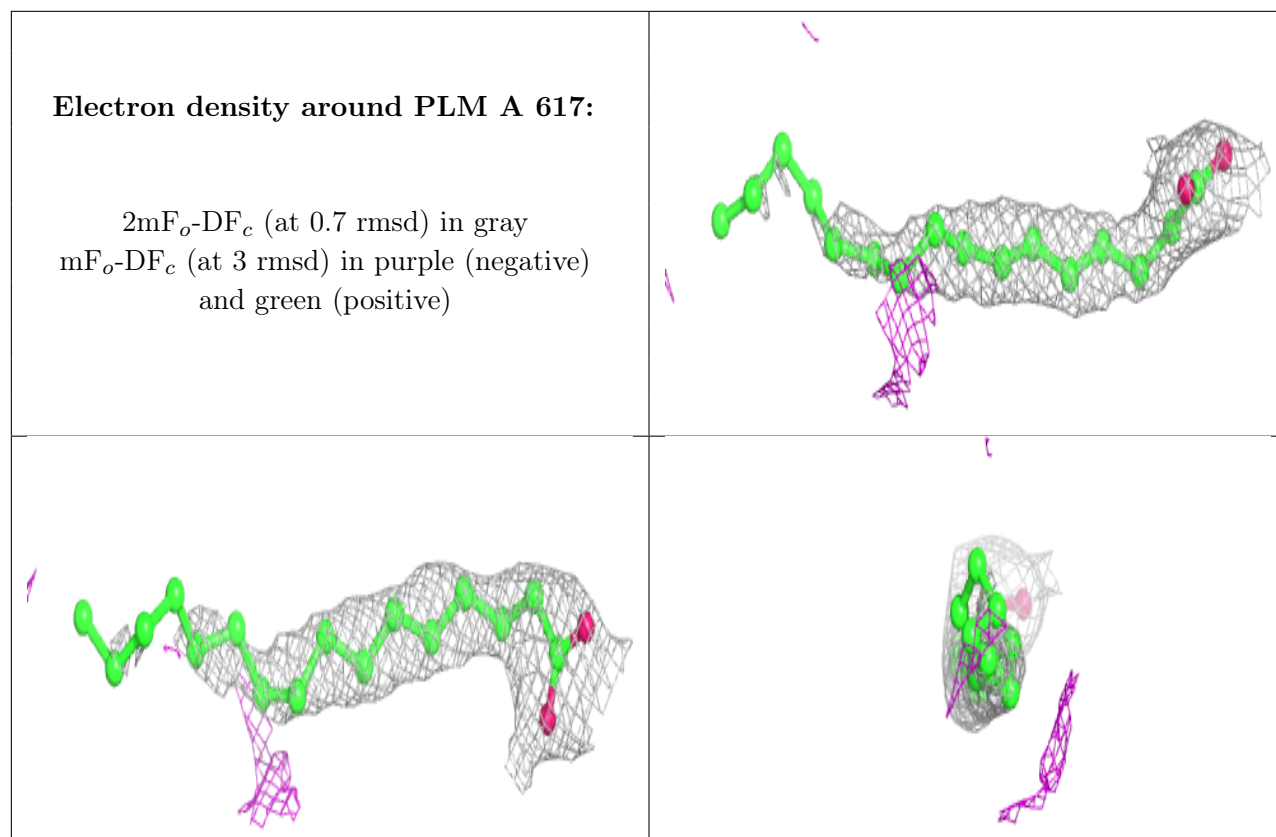 Electron density around PLM A 617:
2mFo-DFc (at 0.7 rmsd) in gray
mFo-DFc (at 3 rmsd) in purple (negative)
and green (positive)